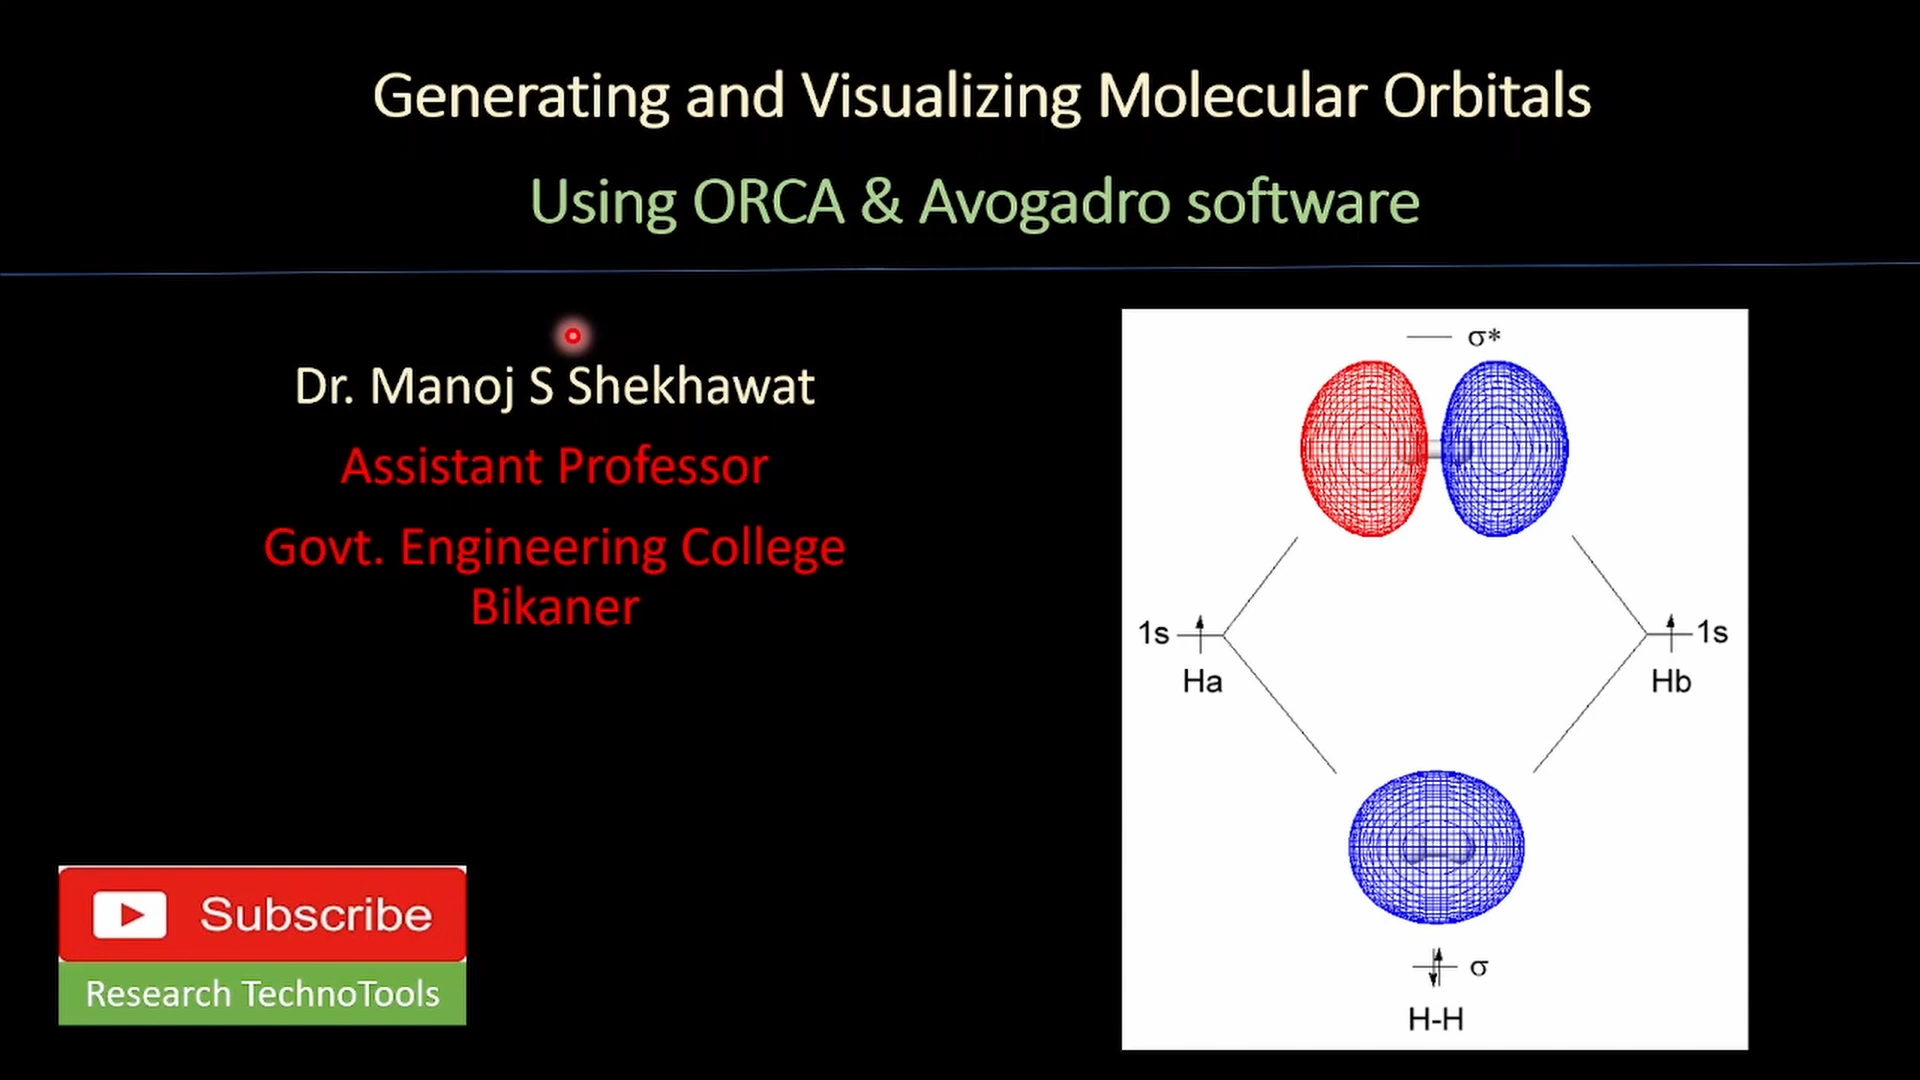 Generating and Visualizing Molecular Orbitals
Using ORCA & Avogadro software
Dr. Manoj S Shekhawat
Assistant Professor
Govt. Engineering College
Bikaner
Subscribe
Research TechnoTools
σ*
1s
1s
Ha
Hb
σ
H-H